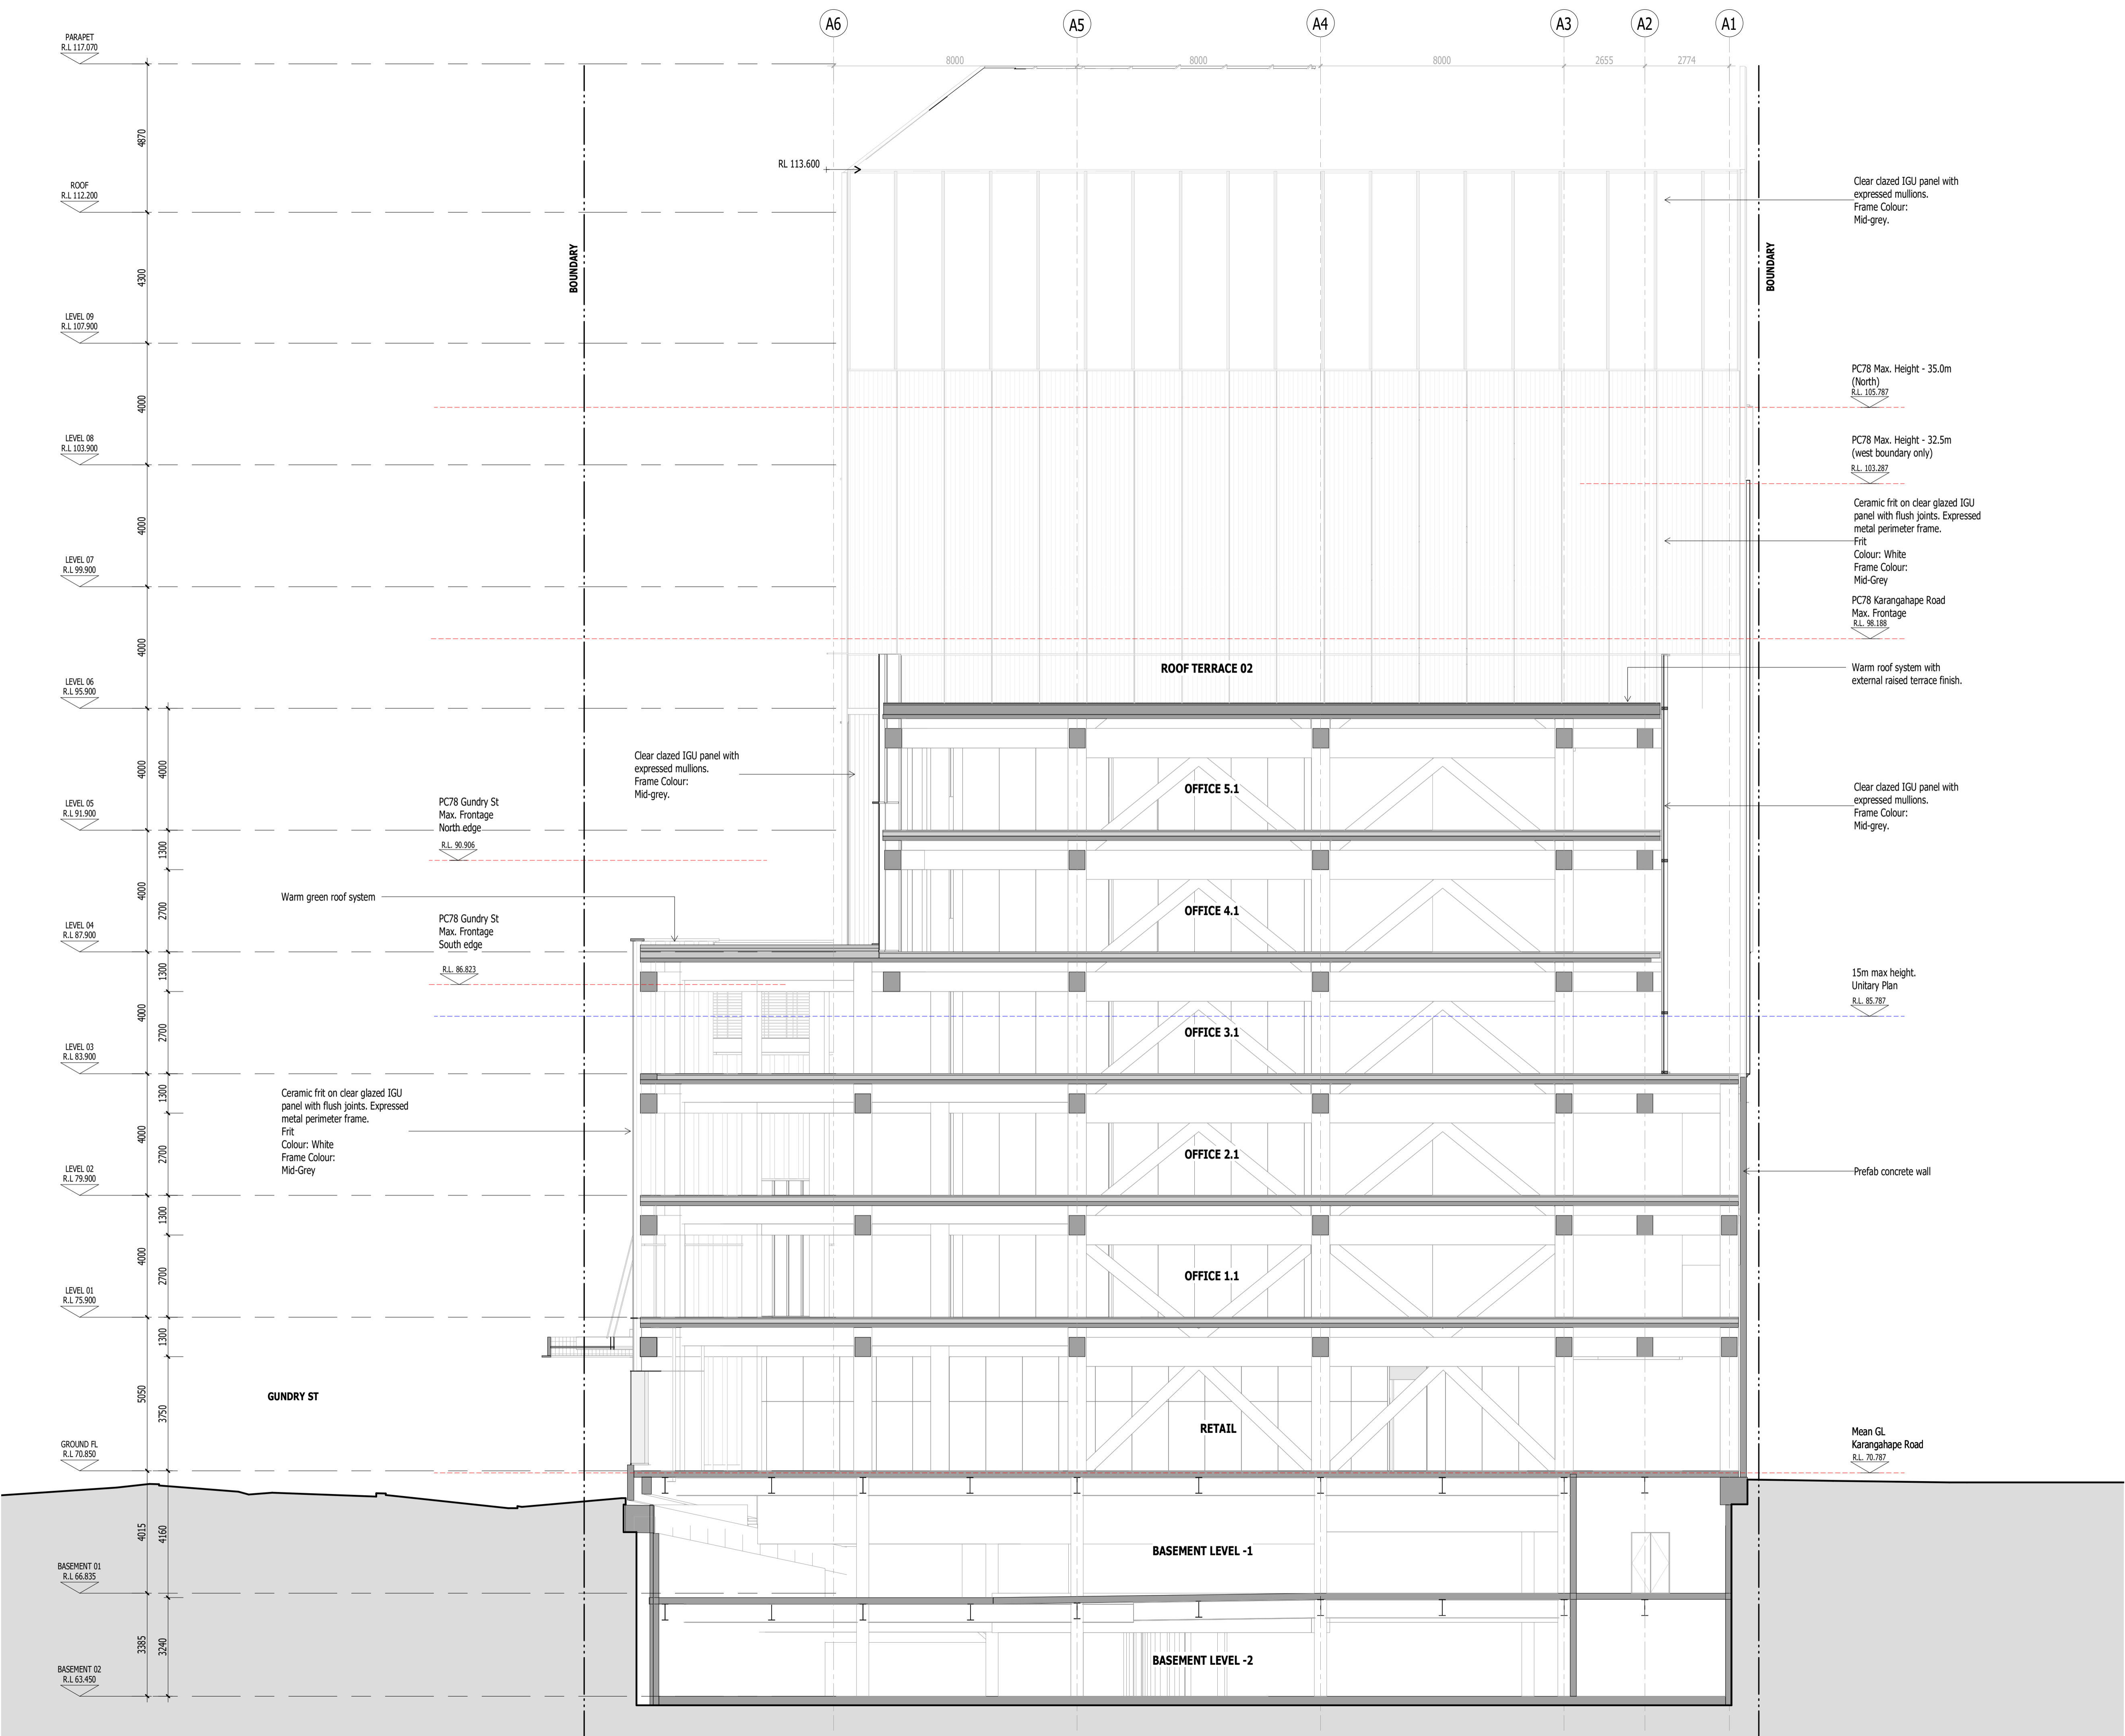 A6
A5
A4
A3
A2
A1
PARAPET
R.L 117.070
8000
8000
8000
2655
2774
4870
RL 113.600
ROOF
R.L 112.200
Clear clazed IGU panel with
expressed mullions.
Frame Colour:
Mid-grey.
BOUNDARY
BOUNDARY
4300
LEVEL 09
R.L 107.900
4000
PC78 Max. Height - 35.0m
(North)
R.L. 105.787
LEVEL 08
R.L 103.900
PC78 Max. Height - 32.5m
(west boundary only)
R.L. 103.287
4000
Ceramic frit on clear glazed IGU
panel with flush joints. Expressed
metal perimeter frame.
Frit
Colour: White
Frame Colour:
Mid-Grey
LEVEL 07
R.L 99.900
4000
PC78 Karangahape Road
Max. Frontage
R.L. 98.188
ROOF TERRACE 02
Warm roof system with
external raised terrace finish.
LEVEL 06
R.L 95.900
4000
4000
Clear clazed IGU panel with
expressed mullions.
Frame Colour:
Mid-grey.
OFFICE 5.1
Clear clazed IGU panel with
expressed mullions.
Frame Colour:
Mid-grey.
LEVEL 05
R.L 91.900
PC78 Gundry St
Max. Frontage
North edge
R.L. 90.906
1300
4000
2700
Warm green roof system
OFFICE 4.1
LEVEL 04
R.L 87.900
PC78 Gundry St
Max. Frontage
South edge
R.L. 86.823
1300
4000
2700
15m max height.
Unitary Plan
R.L. 85.787
OFFICE 3.1
LEVEL 03
R.L 83.900
1300
4000
2700
Ceramic frit on clear glazed IGU
panel with flush joints. Expressed
metal perimeter frame.
Frit
Colour: White
Frame Colour:
Mid-Grey
OFFICE 2.1
Prefab concrete wall
LEVEL 02
R.L 79.900
1300
4000
2700
OFFICE 1.1
LEVEL 01
R.L 75.900
1300
5050
3750
GUNDRY ST
RETAIL
GROUND FL
R.L 70.850
Mean GL
Karangahape Road
R.L. 70.787
4015
4160
BASEMENT LEVEL -1
BASEMENT 01
R.L 66.835
3385
3240
BASEMENT LEVEL -2
BASEMENT 02
R.L 63.450